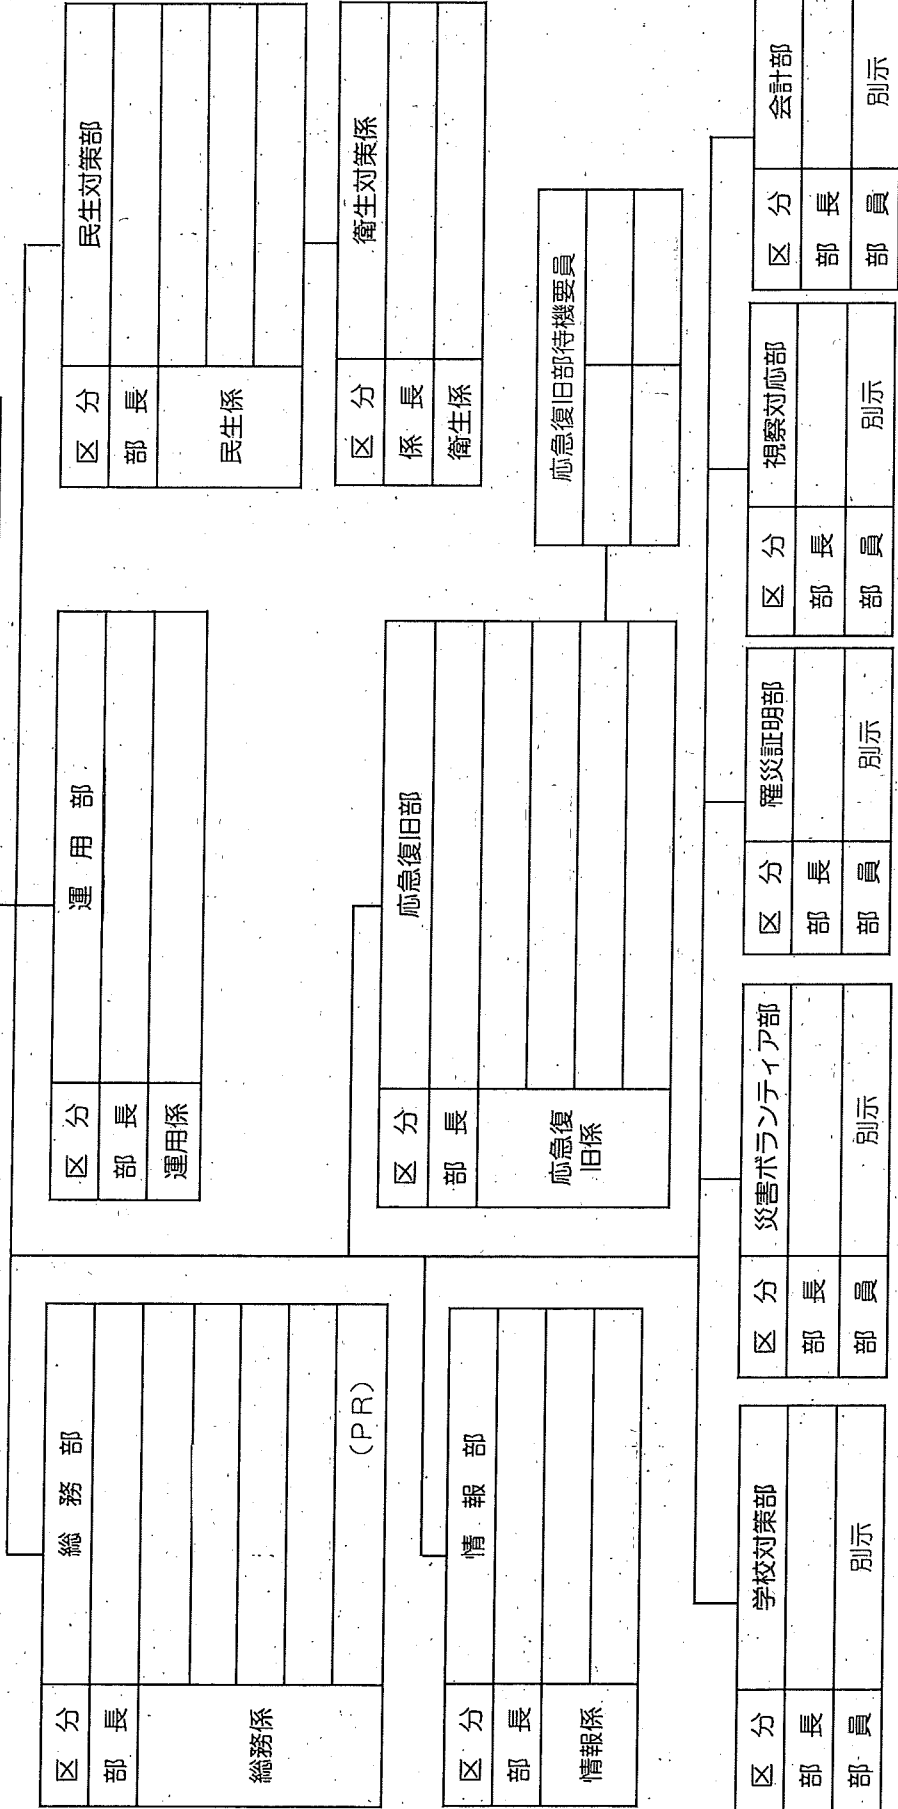 区 分 総 務 部
部 長
総務係
(PR)
区 分 運 用 部
部 長
運用係
区 分 民生対策部
部 長
民生係
区 分 衛生対策係
係 長
衛生係
区 分 情 報 部
部 長
情報係
区 分 応急復旧部
部 長
応急復
旧係
応急復旧部待機要員
区 分 学校対策部
部 長
部 員 別示
区 分 災害ボランティア部
部 長
部 員 別示
区 分 罹災証明部
部 長
部 員 別示
区 分 視察対応部
部 長
部 員 別示
区 分 会計部
部 長
部 員 別示